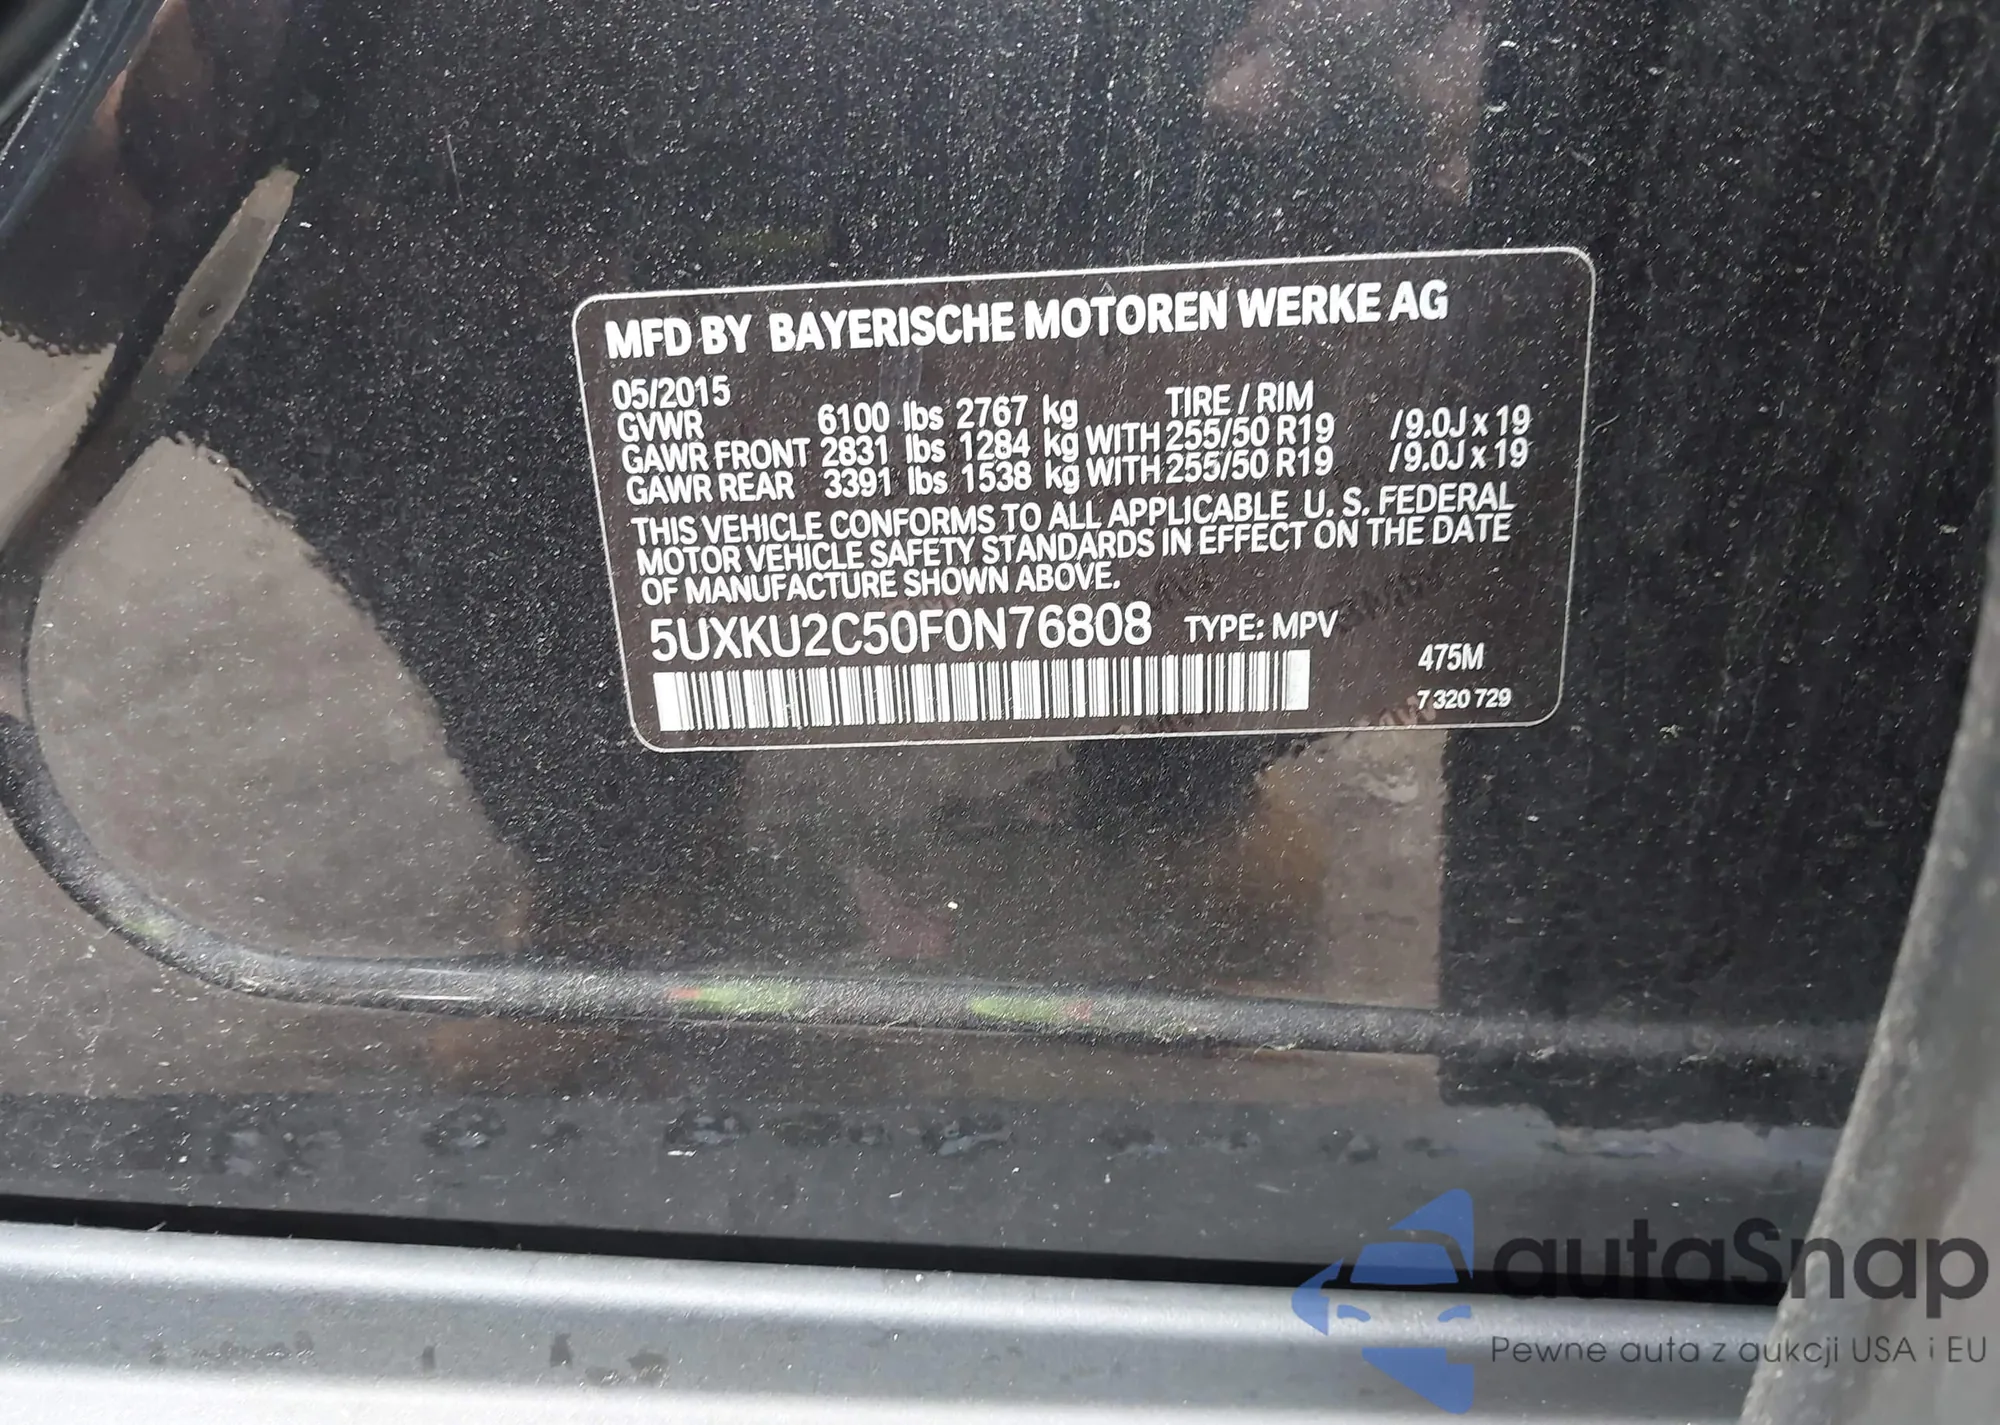 MFD BY BAYERISCHE MOTOREN WERKE AG
05/2015 TIRE / RIM
GVWR 6100 lbs 2767 kg
GAWR FRONT 2831 lbs 1284 kg WITH 255/50 R19 /9.0J x 19
GAWR REAR 3391 lbs 1538 kg WITH 255/50 R19 /9.0J x 19
THIS VEHICLE CONFORMS TO ALL APPLICABLE U. S. FEDERAL
MOTOR VEHICLE SAFETY STANDARDS IN EFFECT ON THE DATE
OF MANUFACTURE SHOWN ABOVE.
5UXKU2C50F0N76808 TYPE: MPV
475M
7 320 729
autaSnap
Pewne auta z aukcji USA i EU